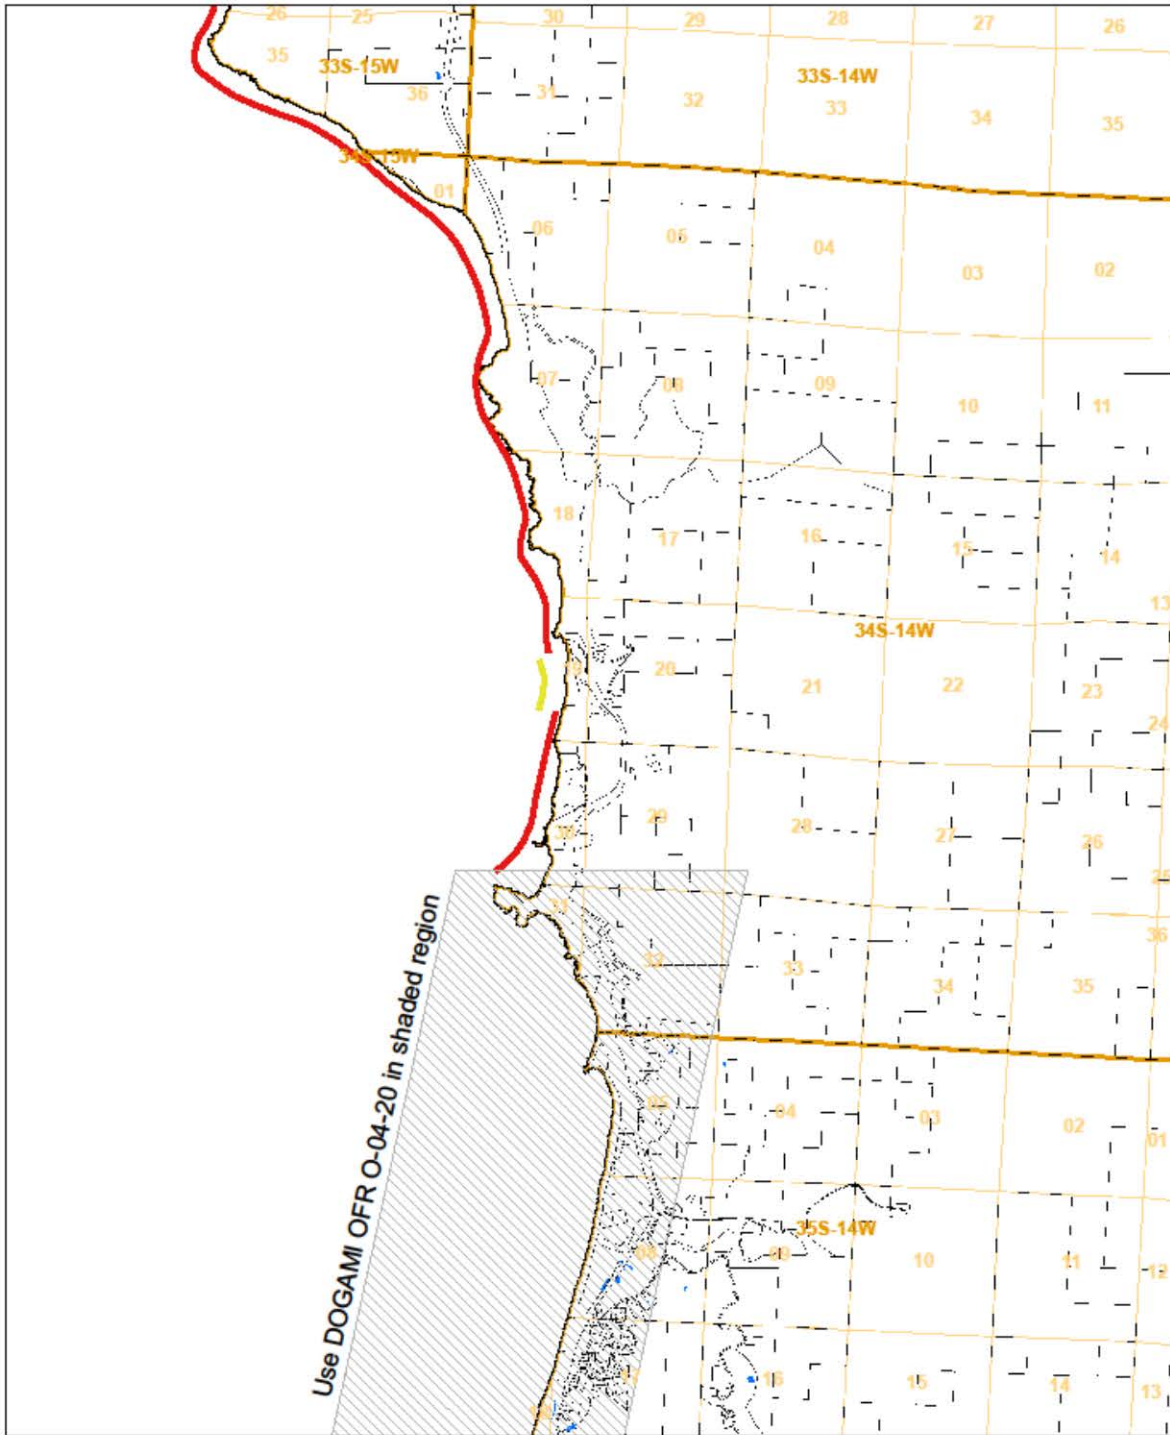 26 25 30 29 28 27 26
35 33S-15W 33S-14W
36 31 32 33 34 35
34S-15W
01 06 05 04 03 02
07 08 09 10 11
18 17 16 15 14
13
34S-14W
19 20 21 22 23
24
30 29 28 27 26
25
31 32 33 34 35
36
Use DOGAMI OFR O-04-20 in shaded region
05 04 03 02 01
35S-14W
08 09 10 11 12
17 16 15 14 13
18